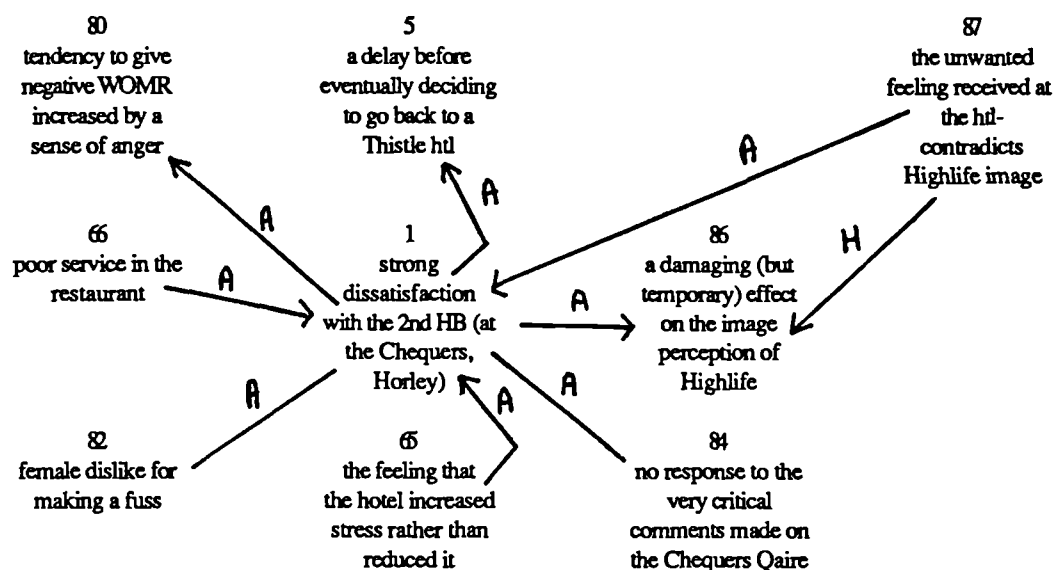 80
tendency to give
negative WOMR
increased by a
sense of anger
5
a delay before
eventually deciding
to go back to a
Thistle htl
87
the unwanted
feeling received at
the htl-
contradicts
Highlife image
A
A
A
A
H
66
poor service in the
restaurant
A
1
strong
dissatisfaction
with the 2nd HB (at
the Chequers,
Horley)
A
86
a damaging (but
temporary) effect
on the image
perception of
Highlife
A
A
A
82
female dislike for
making a fuss
65
the feeling that
the hotel increased
stress rather than
reduced it
84
no response to the
very critical
comments made on
the Chequers Qaire